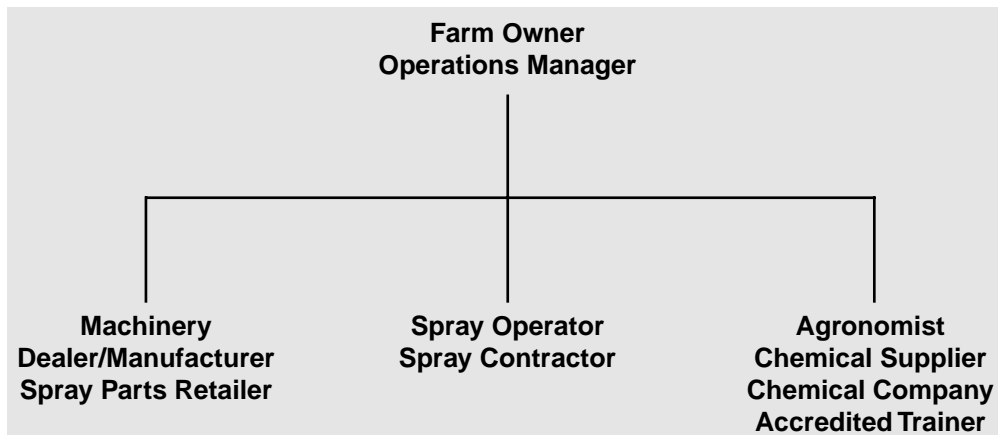 Farm Owner
Operations Manager
Machinery
Dealer/Manufacturer
Spray Parts Retailer
Spray Operator
Spray Contractor
Agronomist
Chemical Supplier
Chemical Company
Accredited Trainer